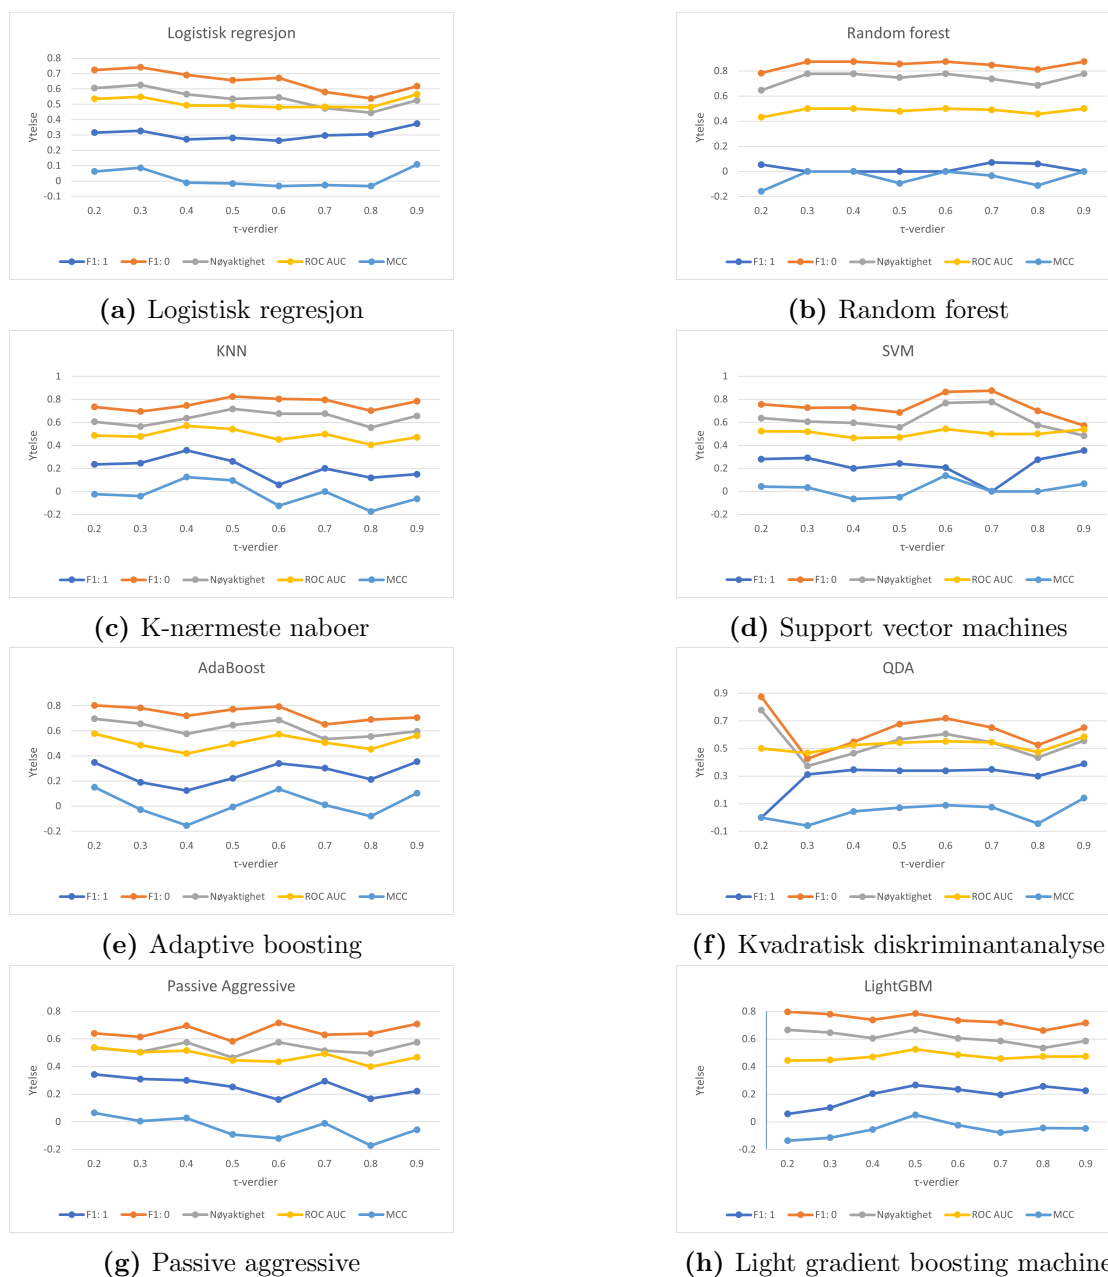 Logistisk regresjon
0.8
0.7
0.6
0.5
0.4
0.3
0.2
0.1
0
-0.1
Ytelse
0.2 0.3 0.4 0.5 0.6 0.7 0.8 0.9
τ-verdier
F1: 1 F1: 0 Nøyaktighet ROC AUC MCC
(a) Logistisk regresjon
Random forest
0.8
0.6
0.4
0.2
0
-0.2
Ytelse
0.2 0.3 0.4 0.5 0.6 0.7 0.8 0.9
τ-verdier
F1: 1 F1: 0 Nøyaktighet ROC AUC MCC
(b) Random forest
KNN
1
0.8
0.6
0.4
0.2
0
-0.2
Ytelse
0.2 0.3 0.4 0.5 0.6 0.7 0.8 0.9
τ-verdier
F1: 1 F1: 0 Nøyaktighet ROC AUC MCC
(c) K-nærmeste naboer
SVM
1
0.8
0.6
0.4
0.2
0
-0.2
Ytelse
0.2 0.3 0.4 0.5 0.6 0.7 0.8 0.9
τ-verdier
F1: 1 F1: 0 Nøyaktighet ROC AUC MCC
(d) Support vector machines
AdaBoost
0.8
0.6
0.4
0.2
0
-0.2
Ytelse
0.2 0.3 0.4 0.5 0.6 0.7 0.8 0.9
τ-verdier
F1: 1 F1: 0 Nøyaktighet ROC AUC MCC
(e) Adaptive boosting
QDA
0.9
0.7
0.5
0.3
0.1
-0.1
Ytelse
0.2 0.3 0.4 0.5 0.6 0.7 0.8 0.9
τ-verdier
F1: 1 F1: 0 Nøyaktighet ROC AUC MCC
(f) Kvadratisk diskriminantanalyse
Passive Aggressive
0.8
0.6
0.4
0.2
0
-0.2
Ytelse
0.2 0.3 0.4 0.5 0.6 0.7 0.8 0.9
τ-verdier
F1: 1 F1: 0 Nøyaktighet ROC AUC MCC
(g) Passive aggressive
LightGBM
0.8
0.6
0.4
0.2
0
-0.2
Ytelse
0.2 0.3 0.4 0.5 0.6 0.7 0.8 0.9
τ-verdier
F1: 1 F1: 0 Nøyaktighet ROC AUC MCC
(h) Light gradient boosting machine